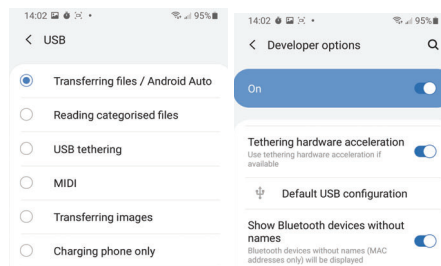 14:02 95%
USB
Transferring files / Android Auto
Reading categorised files
USB tethering
MIDI
Transferring images
Charging phone only
14:02 95%
Developer options
On
Tethering hardware acceleration
Use tethering hardware acceleration if
available
Default USB configuration
Show Bluetooth devices without
names
Bluetooth devices without names (MAC
addresses only) will be displayed